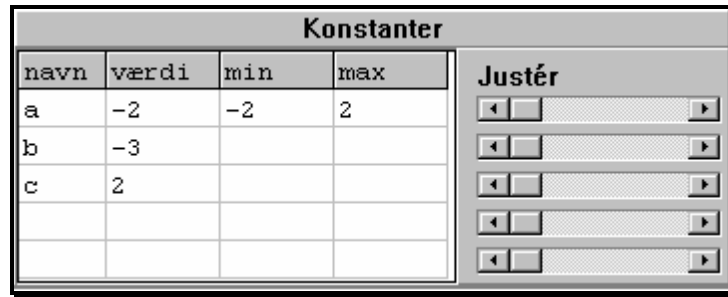 Konstanter
navn værdi min max Justér
a -2 -2 2
b -3
c 2